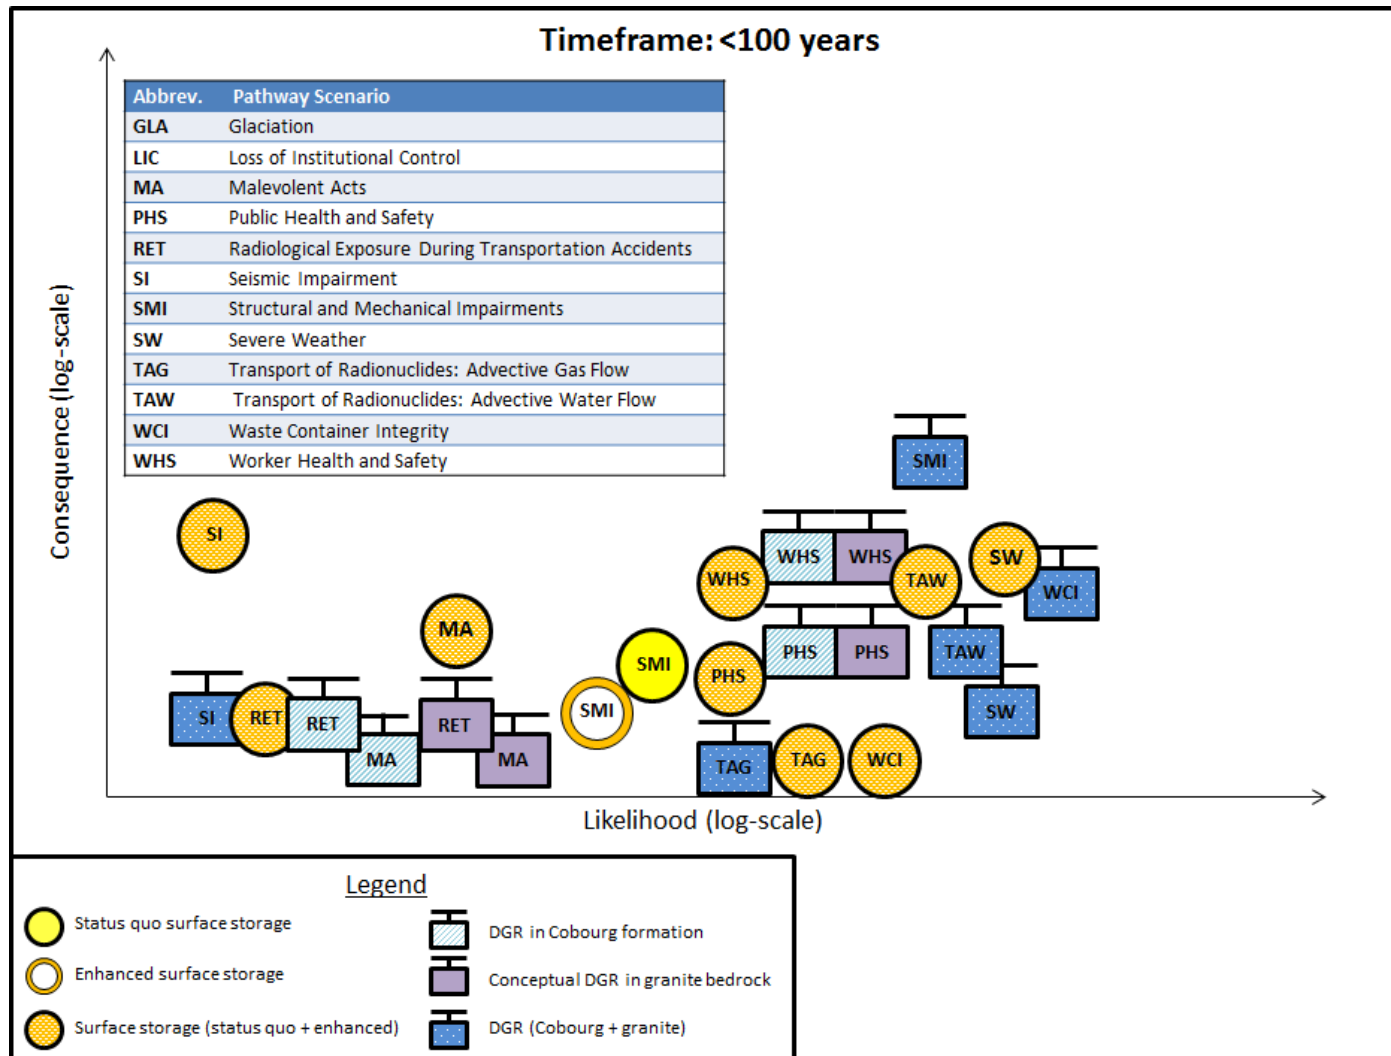 Timeframe: <100 years
Abbrev. Pathway Scenario
GLA Glaciation
LIC Loss of Institutional Control
MA Malevolent Acts
PHS Public Health and Safety
RET Radiological Exposure During Transportation Accidents
SI Seismic Impairment
SMI Structural and Mechanical Impairments
SW Severe Weather
TAG Transport of Radionuclides: Advective Gas Flow
TAW Transport of Radionuclides: Advective Water Flow
WCI Waste Container Integrity
WHS Worker Health and Safety
Consequence (log-scale)
SMI
SI
WHS
WHS
WHS
TAW
SW
WCI
MA
SMI
PHS
PHS
PHS
TAW
SW
SI
RET
RET
MA
RET
MA
SMI
TAG
TAG
WCI
Likelihood (log-scale)
Legend
Status quo surface storage
Enhanced surface storage
Surface storage (status quo + enhanced)
DGR in Cobourg formation
Conceptual DGR in granite bedrock
DGR (Cobourg + granite)